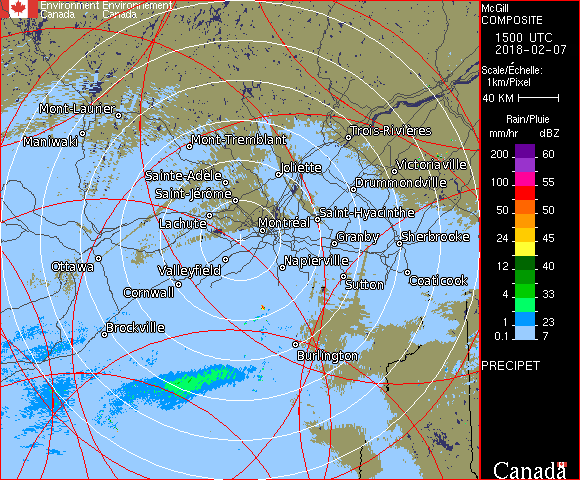 Environment Environnement
Canada Canada
McGill
COMPOSITE
1500 UTC
2018-02-07
Scale/Échelle:
1km/Pixel
40 KM
Rain/Pluie
mm/hr dBZ
200 60
100 55
50 50
24 45
12 40
4 33
1 23
0.1 7
PRECIPET
Canada
Mont-Laurier
Maniwaki
Mont-Tremblant
Trois-Rivières
Sainte-Adèle
Joliette
Victoriaville
Saint-Jérôme
Drummondville
Lachute
Montréal
Saint-Hyacinthe
Granby
Sherbrooke
Ottawa
Valleyfield
Napierville
Cornwall
Sutton
Coaticook
Brockville
Burlington